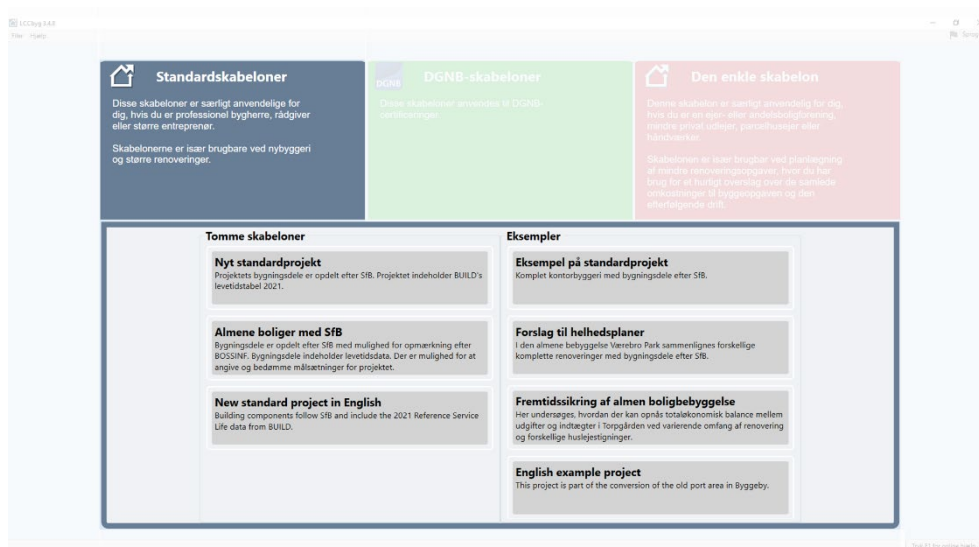 LCCbyg 3.4.0
Filer Hjælp
Sprog
Standardskabeloner
Disse skabeloner er særligt anvendelige for
dig, hvis du er professionel bygherre, rådgiver
eller større entreprenør.
Skabelonerne er især brugbare ved nybyggeri
og større renoveringer.
DGNB
DGNB-skabeloner
Disse skabeloner anvendes til DGNB-
certificeringer.
Den enkle skabelon
Denne skabelon er særligt anvendelig for dig,
hvis du er en ejer- eller andelsboligforening,
mindre privat udlejer, parcelhusejer eller
håndværker.
Skabelonen er især brugbar ved planlægning
af mindre renoveringsopgaver, hvor du har
brug for et hurtigt overslag over de samlede
omkostninger til byggeopgaven og den
efterfølgende drift.
Tomme skabeloner
Nyt standardprojekt
Projektets bygningsdele er opdelt efter SfB. Projektet indeholder BUILD's
levetidstabel 2021.
Almene boliger med SfB
Bygningsdele er opdelt efter SfB med mulighed for opmærkning efter
BOSSINF. Bygningsdele indeholder levetidsdata. Der er mulighed for at
angive og bedømme målsætninger for projektet.
New standard project in English
Building components follow SfB and include the 2021 Reference Service
Life data from BUILD.
Eksempler
Eksempel på standardprojekt
Komplet kontorbyggeri med bygningsdele efter SfB.
Forslag til helhedsplaner
I den almene bebyggelse Værebro Park sammenlignes forskellige
komplette renoveringer med bygningsdele efter SfB.
Fremtidssikring af almen boligbebyggelse
Her undersøges, hvordan der kan opnås totaløkonomisk balance mellem
udgifter og indtægter i Torpgården ved varierende omfang af renovering
og forskellige huslejestigninger.
English example project
This project is part of the conversion of the old port area in Byggeby.